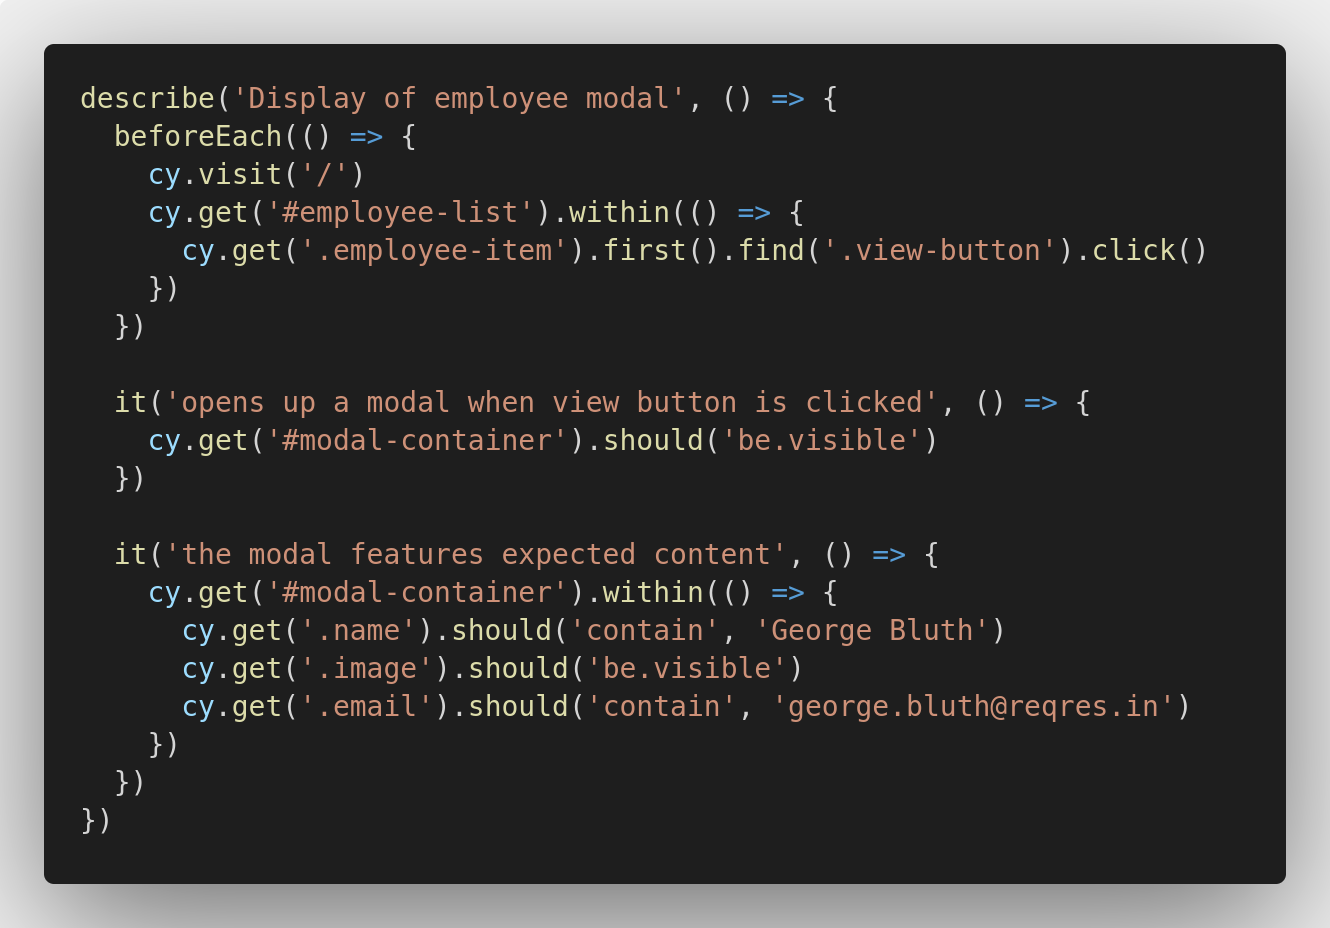 describe('Display of employee modal', () => {
  beforeEach(() => {
    cy.visit('/')
    cy.get('#employee-list').within(() => {
      cy.get('.employee-item').first().find('.view-button').click()
    })
  })

  it('opens up a modal when view button is clicked', () => {
    cy.get('#modal-container').should('be.visible')
  })

  it('the modal features expected content', () => {
    cy.get('#modal-container').within(() => {
      cy.get('.name').should('contain', 'George Bluth')
      cy.get('.image').should('be.visible')
      cy.get('.email').should('contain', 'george.bluth@reqres.in')
    })
  })
})